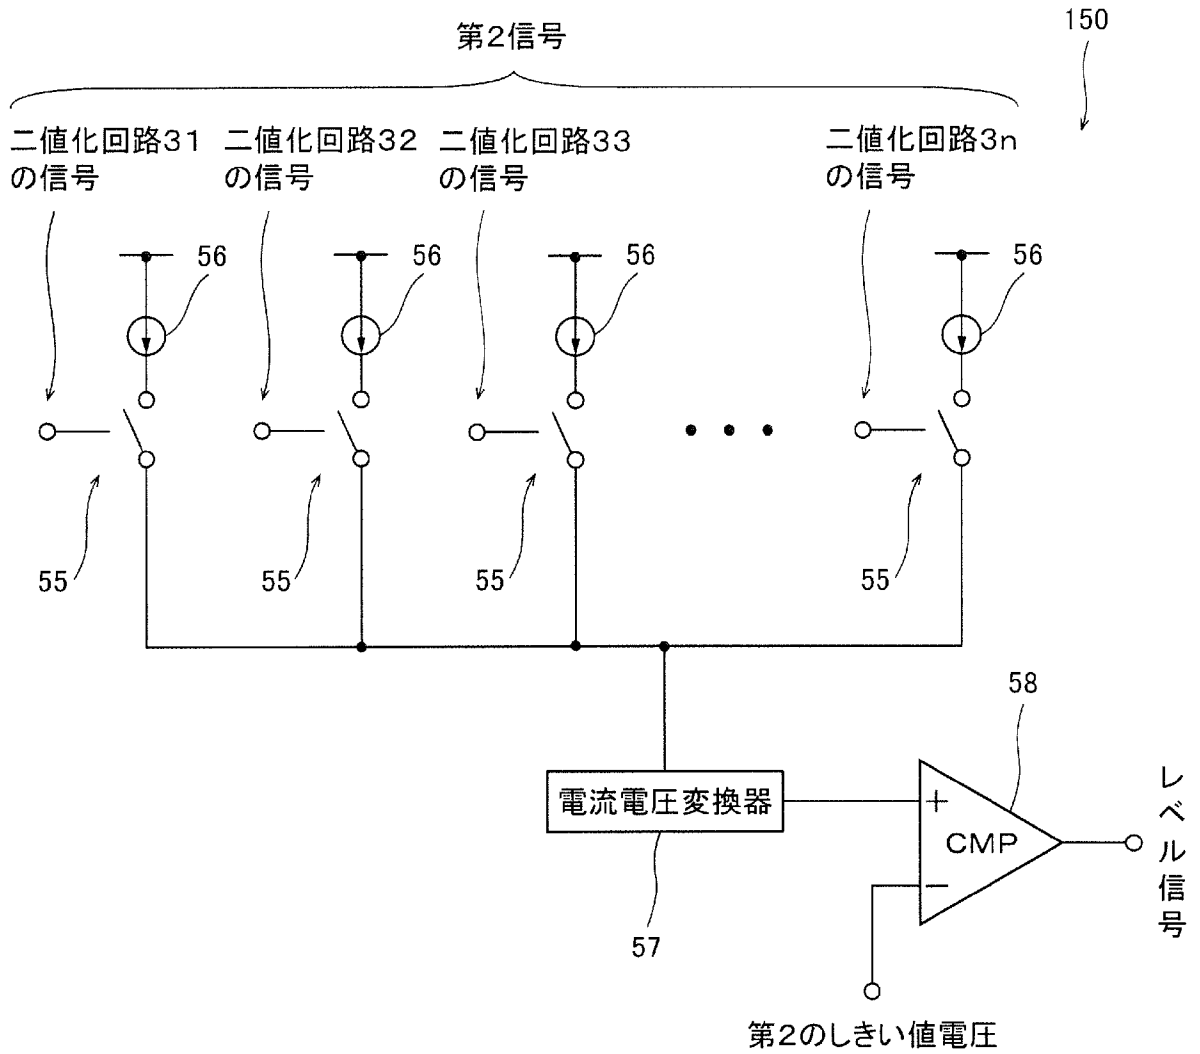 150
第2信号
二値化回路31
の信号
二値化回路32
の信号
二値化回路33
の信号
二値化回路3n
の信号
56
56
56
56
55
55
55
55
58
電流電圧変換器
+
CMP
−
レベル信号
57
第2のしきい値電圧